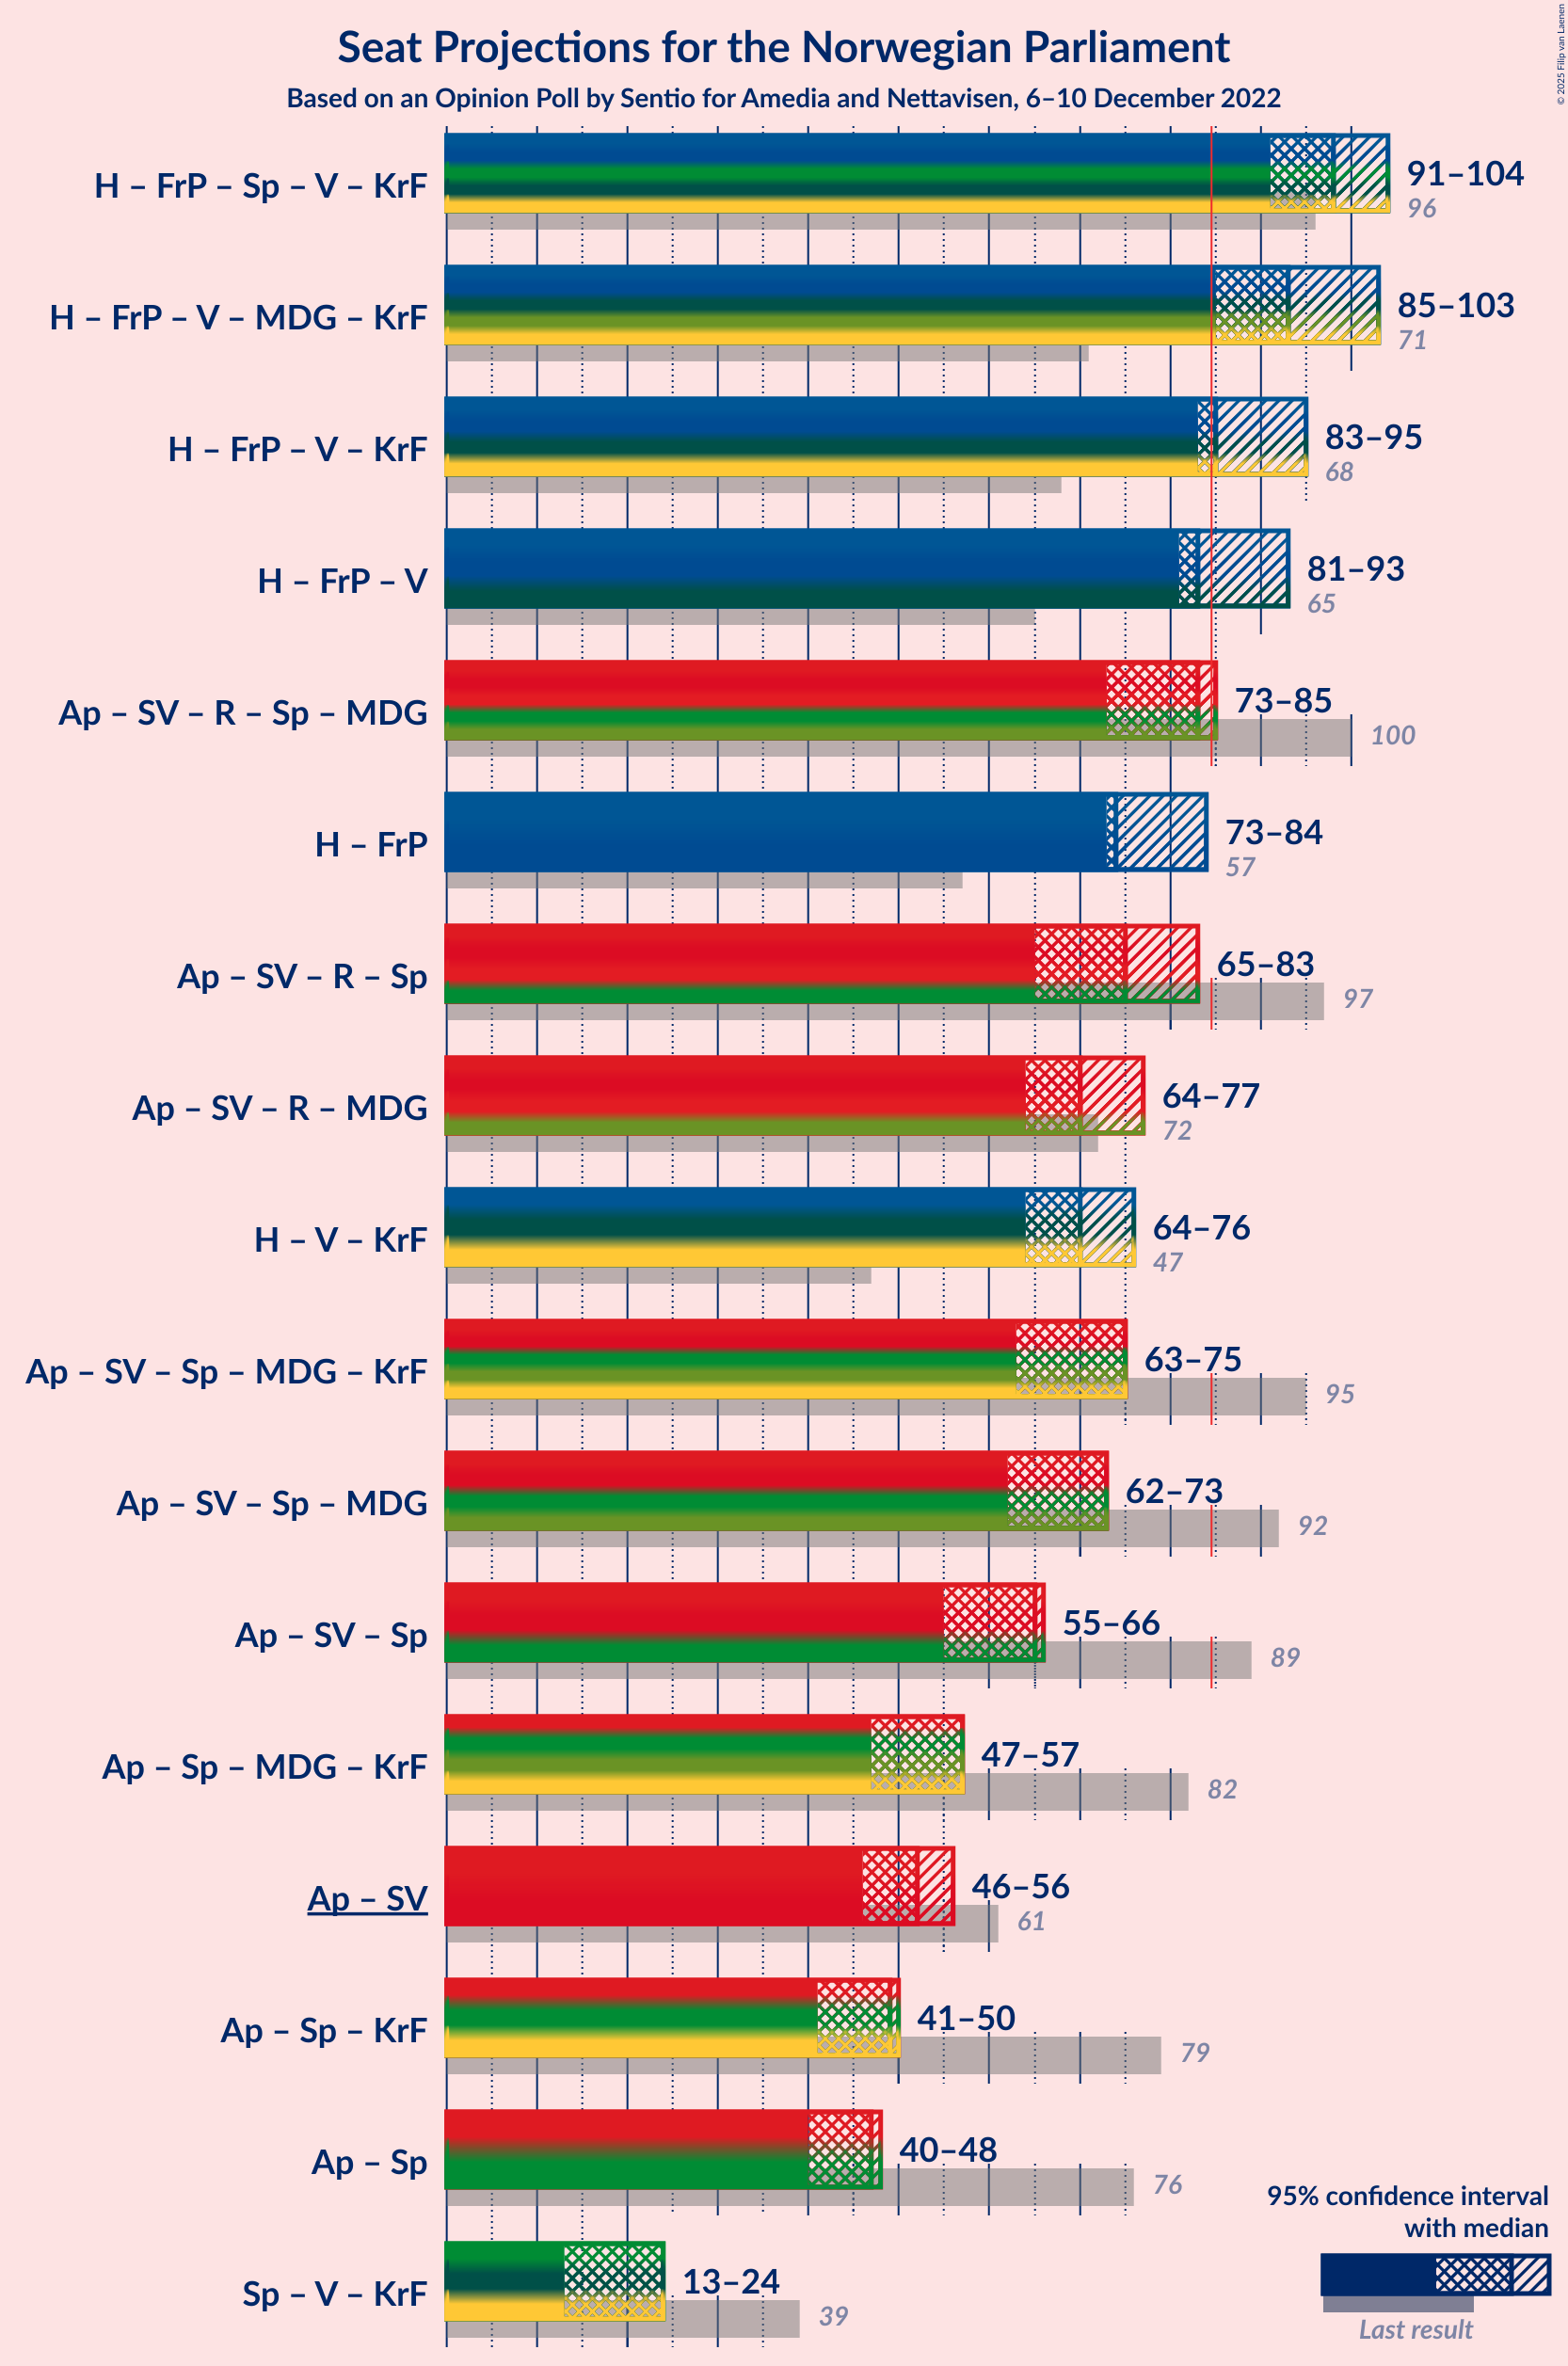 Seat Projections for the Norwegian Parliament
Based on an Opinion Poll by Sentio for Amedia and Nettavisen, 6–10 December 2022
© 2025 Filip van Laenen
H – FrP – Sp – V – KrF
91–104
96
H – FrP – V – MDG – KrF
85–103
71
H – FrP – V – KrF
83–95
68
H – FrP – V
81–93
65
Ap – SV – R – Sp – MDG
73–85
100
H – FrP
73–84
57
Ap – SV – R – Sp
65–83
97
Ap – SV – R – MDG
64–77
72
H – V – KrF
64–76
47
Ap – SV – Sp – MDG – KrF
63–75
95
Ap – SV – Sp – MDG
62–73
92
Ap – SV – Sp
55–66
89
Ap – Sp – MDG – KrF
47–57
82
Ap – SV
46–56
61
Ap – Sp – KrF
41–50
79
Ap – Sp
40–48
76
Sp – V – KrF
13–24
39
95% confidence interval
with median
Last result